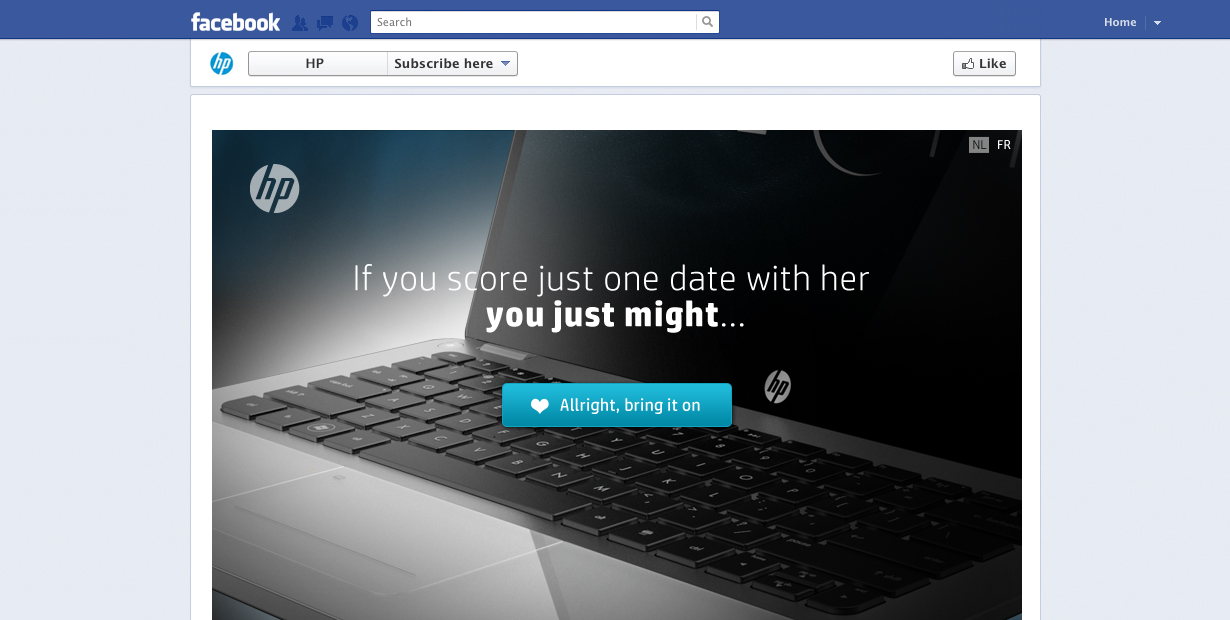 facebook
Search
Home
hp
HP
Subscribe here
Like
NL FR
hp
If you score just one date with her
you just might...
hp
Allright, bring it on